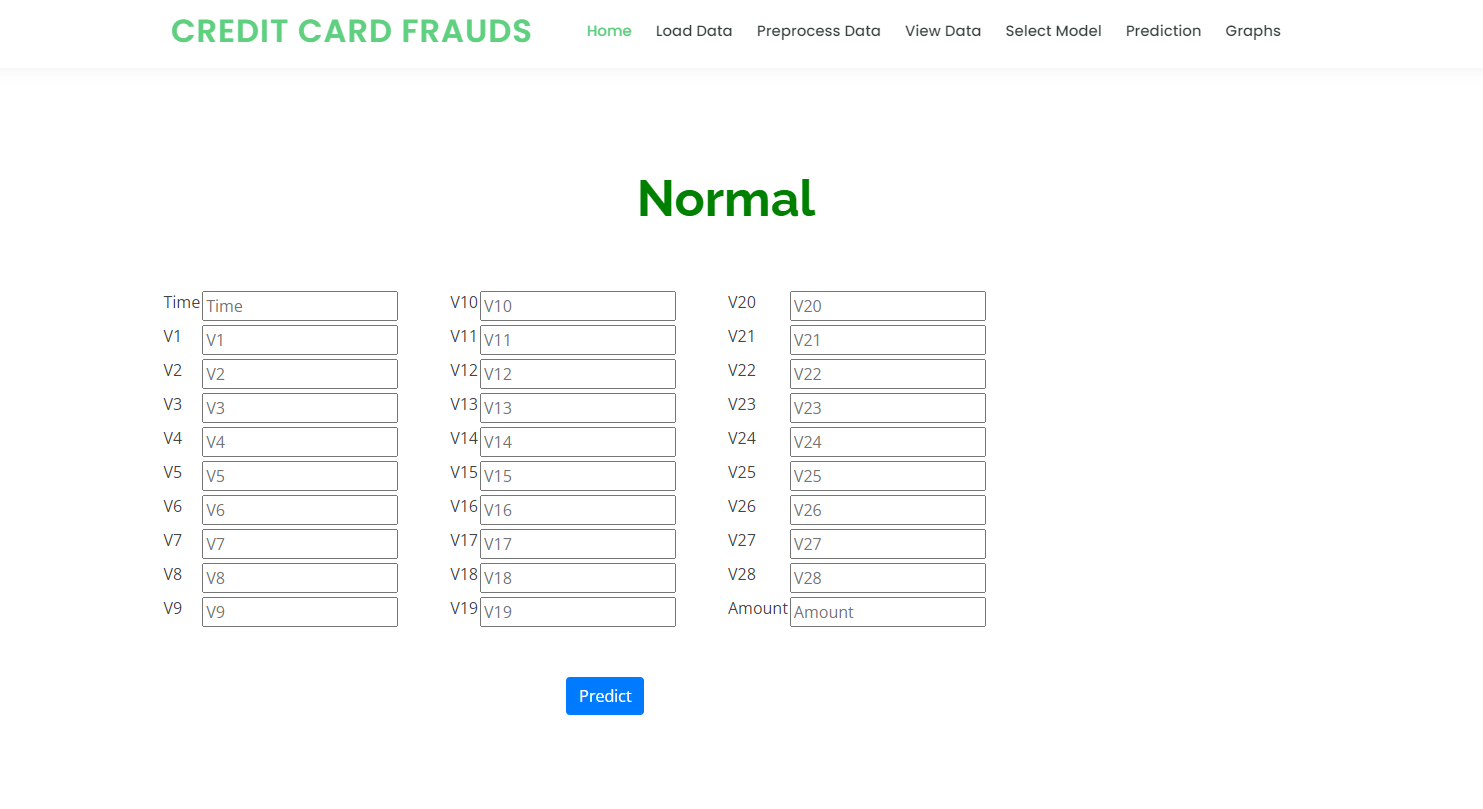 CREDIT CARD FRAUDS Home Load Data Preprocess Data View Data Select Model Prediction Graphs
Normal
Time Time V10 V10 V20 V20
V1 V1 V11 V11 V21 V21
V2 V2 V12 V12 V22 V22
V3 V3 V13 V13 V23 V23
V4 V4 V14 V14 V24 V24
V5 V5 V15 V15 V25 V25
V6 V6 V16 V16 V26 V26
V7 V7 V17 V17 V27 V27
V8 V8 V18 V18 V28 V28
V9 V9 V19 V19 Amount Amount
Predict